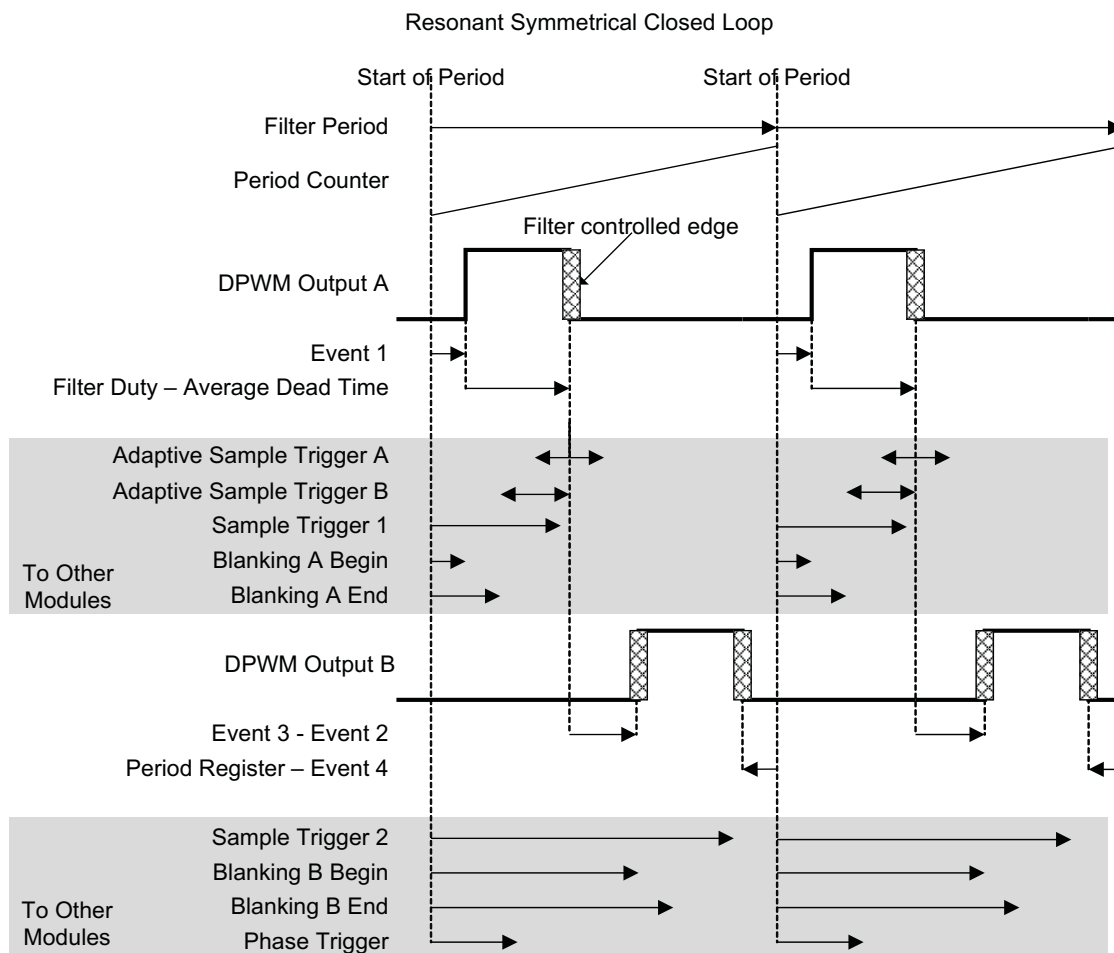 Resonant Symmetrical Closed Loop
Start of Period
Start of Period
Filter Period
Period Counter
Filter controlled edge
DPWM Output A
Event 1
Filter Duty – Average Dead Time
Adaptive Sample Trigger A
Adaptive Sample Trigger B
Sample Trigger 1
Blanking A Begin
Blanking A End
To Other
Modules
DPWM Output B
Event 3 - Event 2
Period Register – Event 4
Sample Trigger 2
Blanking B Begin
Blanking B End
Phase Trigger
To Other
Modules